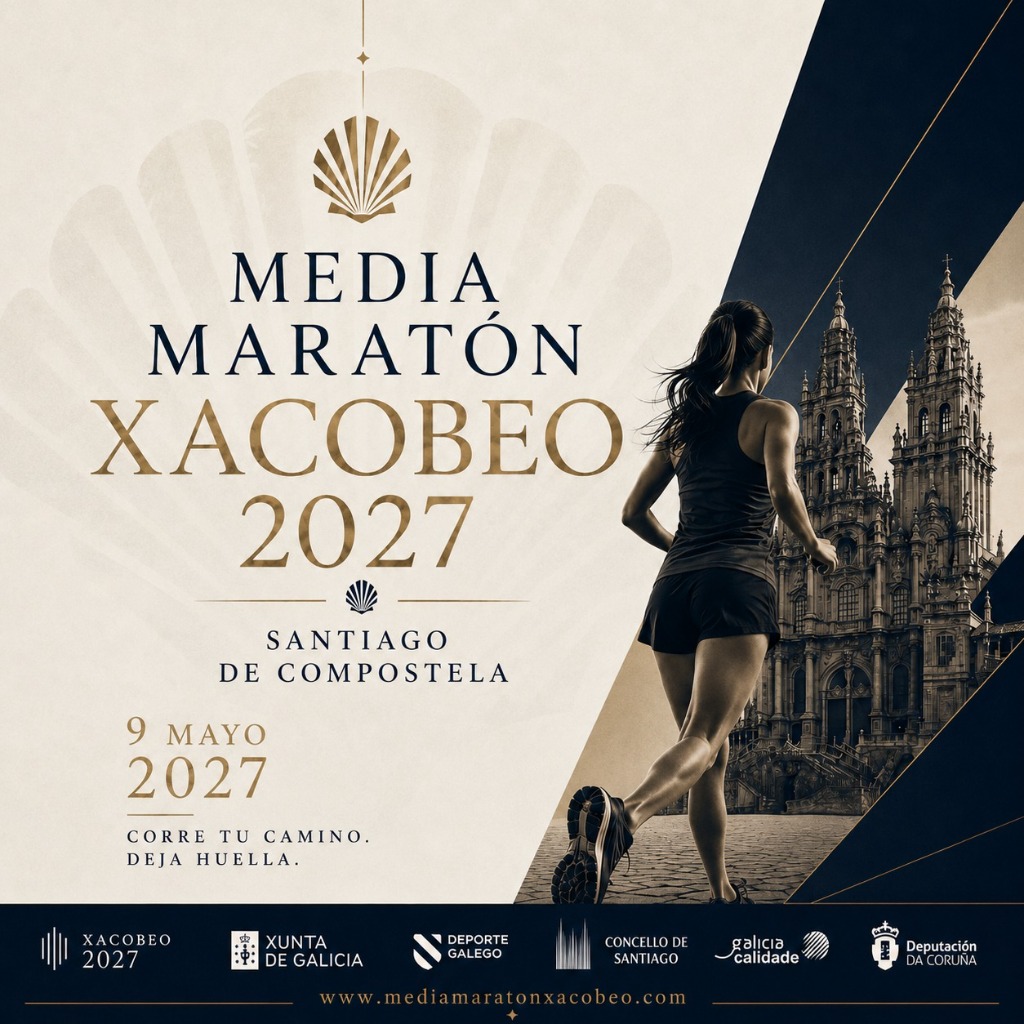 MEDIA
MARATÓN
XACOBEO
2027
SANTIAGO
DE COMPOSTELA
9 MAYO
2027
CORRE TU CAMINO.
DEJA HUELLA.
XACOBEO
2027
XUNTA
DE GALICIA
DEPORTE
GALEGO
CONCELLO DE
SANTIAGO
galicia
calidade
Deputación
DA CORUÑA
www.mediamaratonxacobeo.com